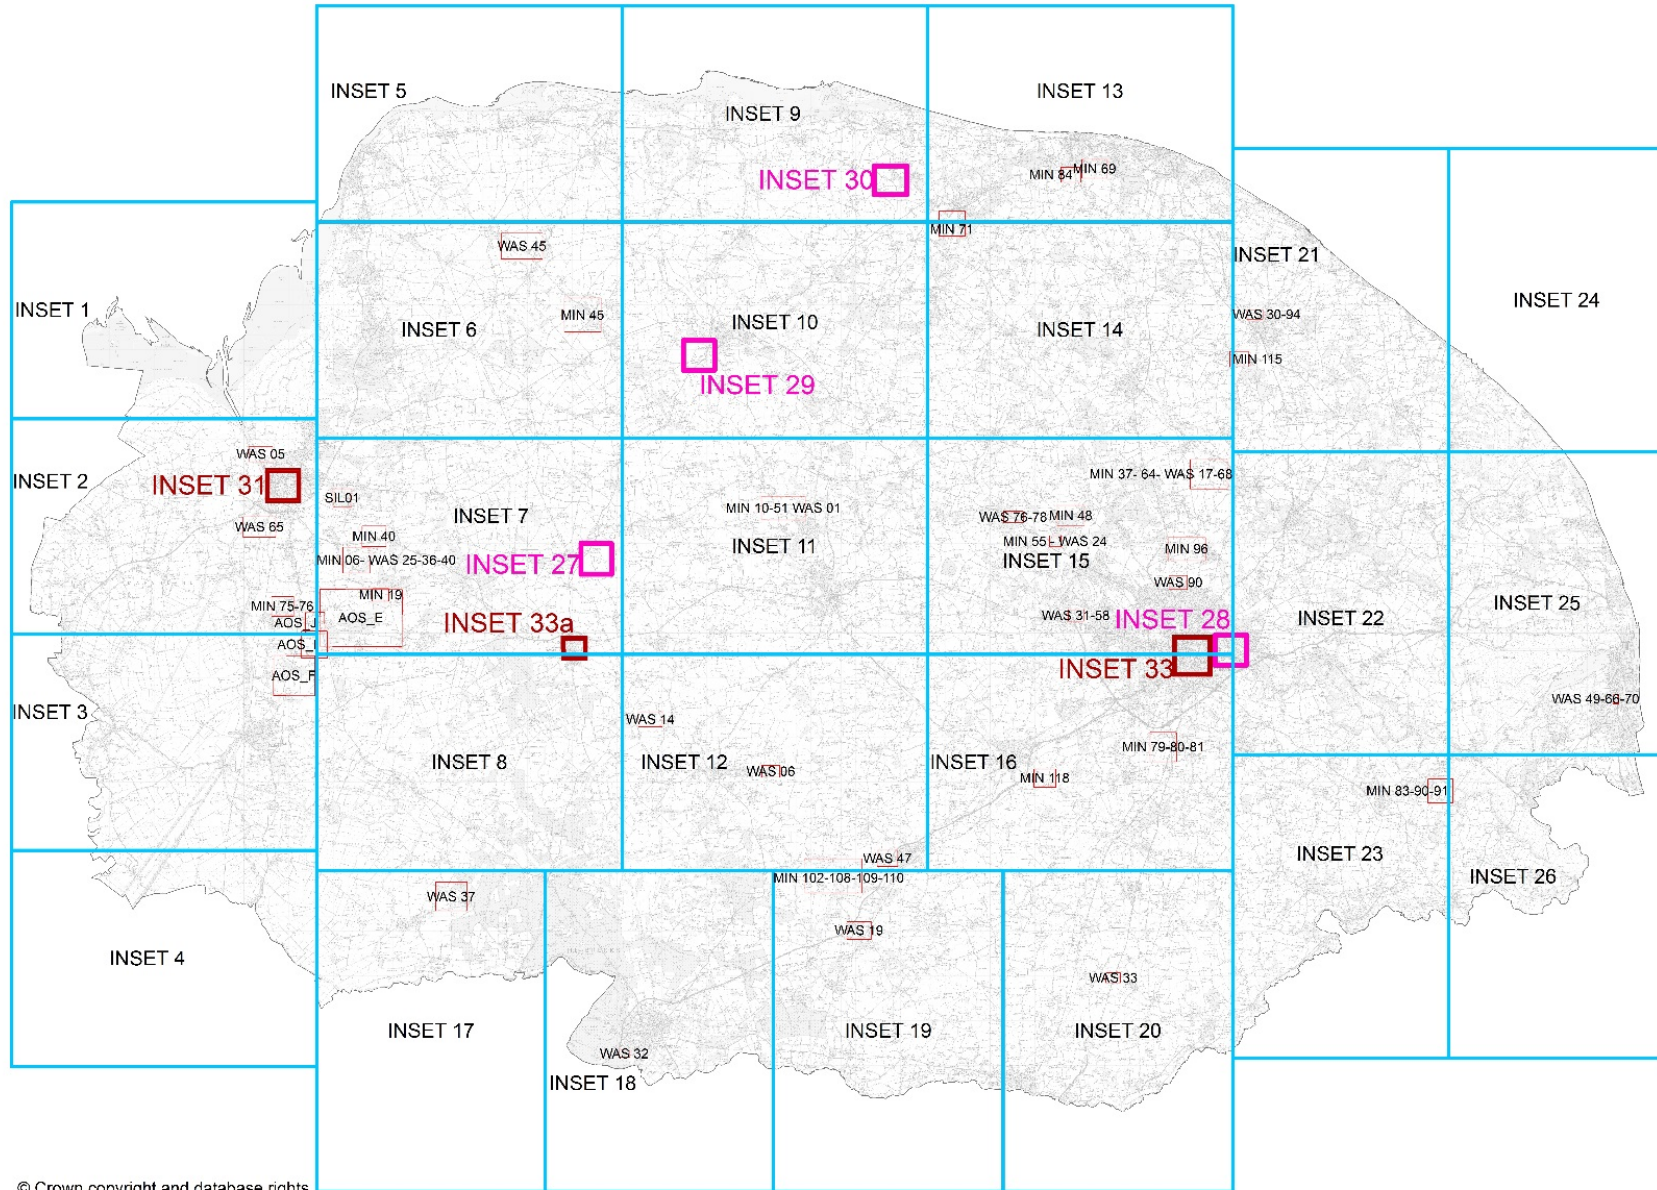 INSET 5
INSET 9
INSET 13
INSET 30
MIN 84
MIN 69
MIN 71
WAS 45
INSET 21
INSET 1
INSET 24
MIN 45
INSET 6
INSET 10
INSET 14
WAS 30-94
MIN 115
INSET 29
WAS 05
INSET 2
INSET 31
MIN 37- 64- WAS 17-68
SIL01
INSET 7
MIN 10-51 WAS 01
WAS 76-78
MIN 48
WAS 65
MIN 40
INSET 11
MIN 55 - WAS 24
MIN 96
MIN 06- WAS 25-36-40
INSET 27
INSET 15
WAS 90
MIN 19
MIN 75-76
AOS_E
AOS_J
INSET 33a
WAS 31-58
INSET 28
INSET 22
INSET 25
AOS_I
INSET 33
AOS_F
WAS 49-66-70
INSET 3
WAS 14
MIN 79-80-81
INSET 8
INSET 12
WAS 06
INSET 16
MIN 118
MIN 83-90-91
WAS 47
INSET 23
MIN 102-108-109-110
INSET 26
WAS 37
WAS 19
INSET 4
WAS 33
INSET 17
INSET 19
INSET 20
WAS 32
INSET 18
© Crown copyright and database rights